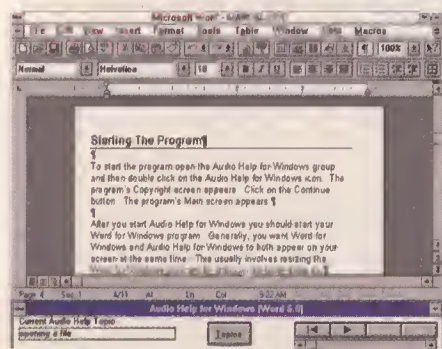 Microsoft
View Insert Format Tools Table Window Macros
Normal Helvetica 10 B I U 100%
Starting The Program¶
¶
To start the program open the Audio Help for Windows group
and then double click on the Audio Help for Windows icon. The
program's Copyright screen appears. Click on the Continue
button. The program's Main screen appears ¶
¶
After you start Audio Help for Windows you should start your
Word for Windows program. Generally, you want Word for
Windows and Audio Help for Windows to both appear on your
screen at the same time. This usually involves resizing the
Page 4 Sec 1 4/11 At Ln Col 9:22 AM
Audio Help for Windows [Word 6.0]
Current Audio Help Topic
opening a file
Topics